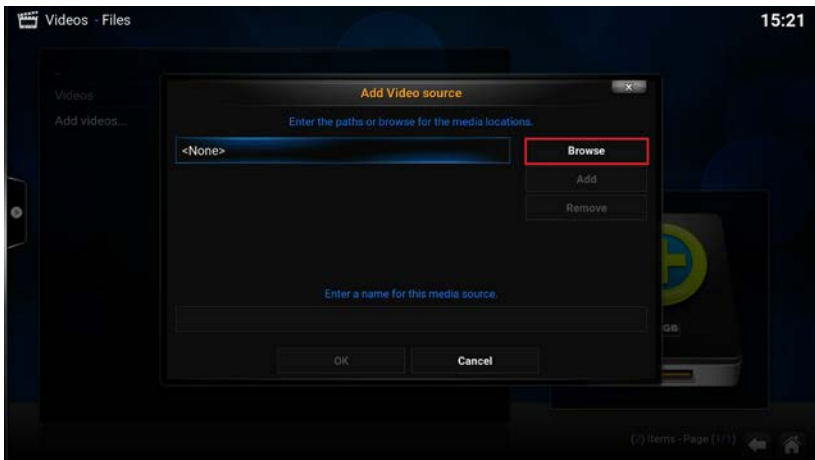 Videos - Files
15:21
..
Videos
Add videos...
Add Video source
X
Enter the paths or browse for the media locations.
<None>
Browse
Add
Remove
Enter a name for this media source.
GB
OK
Cancel
(2) Items - Page (1/1)